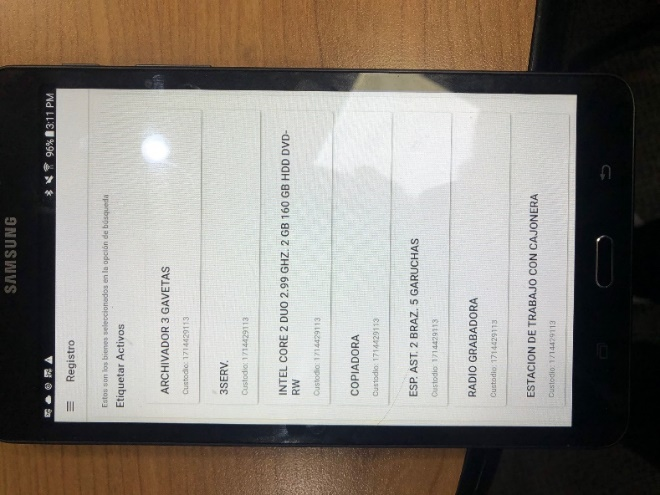 SAMSUNG
96% 3:11 PM
Registro
Estos son los bienes seleccionados en la opción de búsqueda
Etiquetar Activos
ARCHIVADOR 3 GAVETAS
Custodio: 1714429113
3SERV.
Custodio: 1714429113
INTEL CORE 2 DUO 2.99 GHZ. 2 GB 160 GB HDD DVD-
RW
Custodio: 1714429113
COPIADORA
Custodio: 1714429113
ESP. AST. 2 BRAZ. 5 GARUCHAS
Custodio: 1714429113
RADIO GRABADORA
Custodio: 1714429113
ESTACION DE TRABAJO CON CAJONERA
Custodio: 1714429113